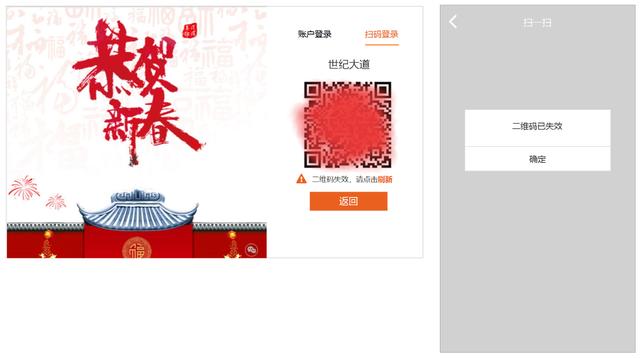 恭贺
新春
账户登录
扫码登录
世纪大道
二维码失效，请点击刷新
返回
福
扫一扫
二维码已失效
确定